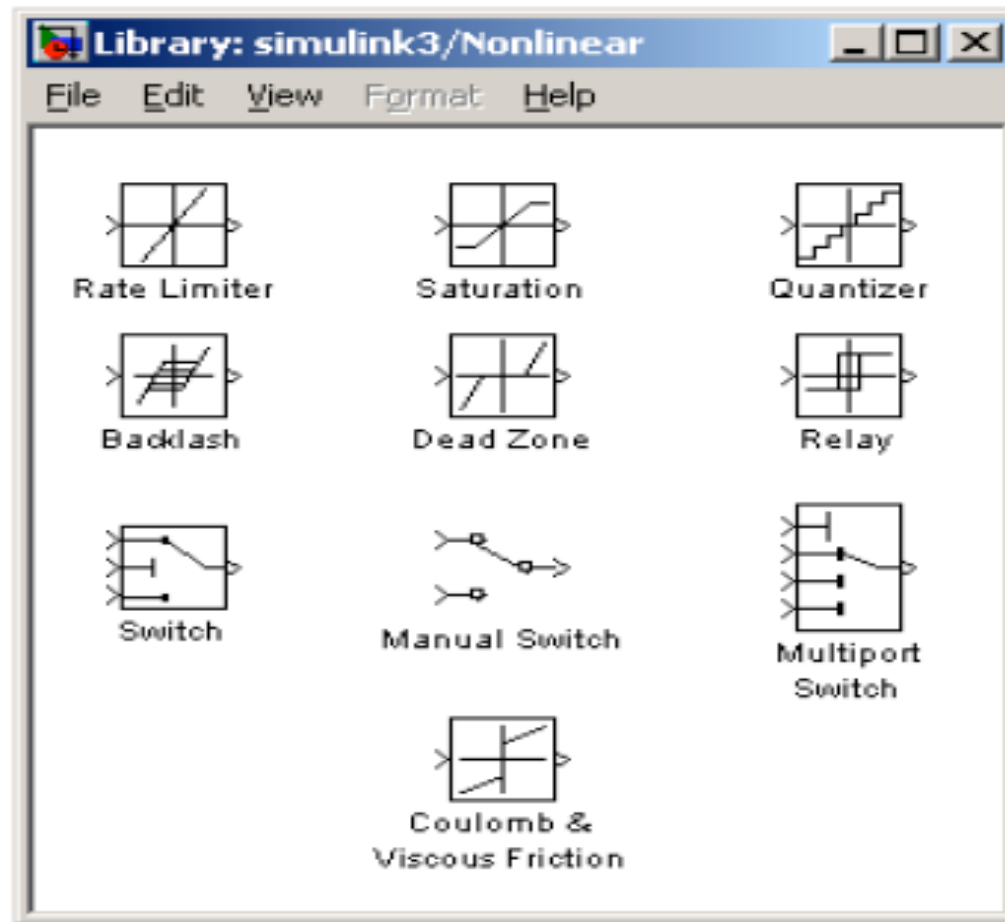 Library: simulink3/Nonlinear
File Edit View Format Help
Rate Limiter
Saturation
Quantizer
Backlash
Dead Zone
Relay
Switch
Manual Switch
Multiport
Switch
Coulomb &
Viscous Friction